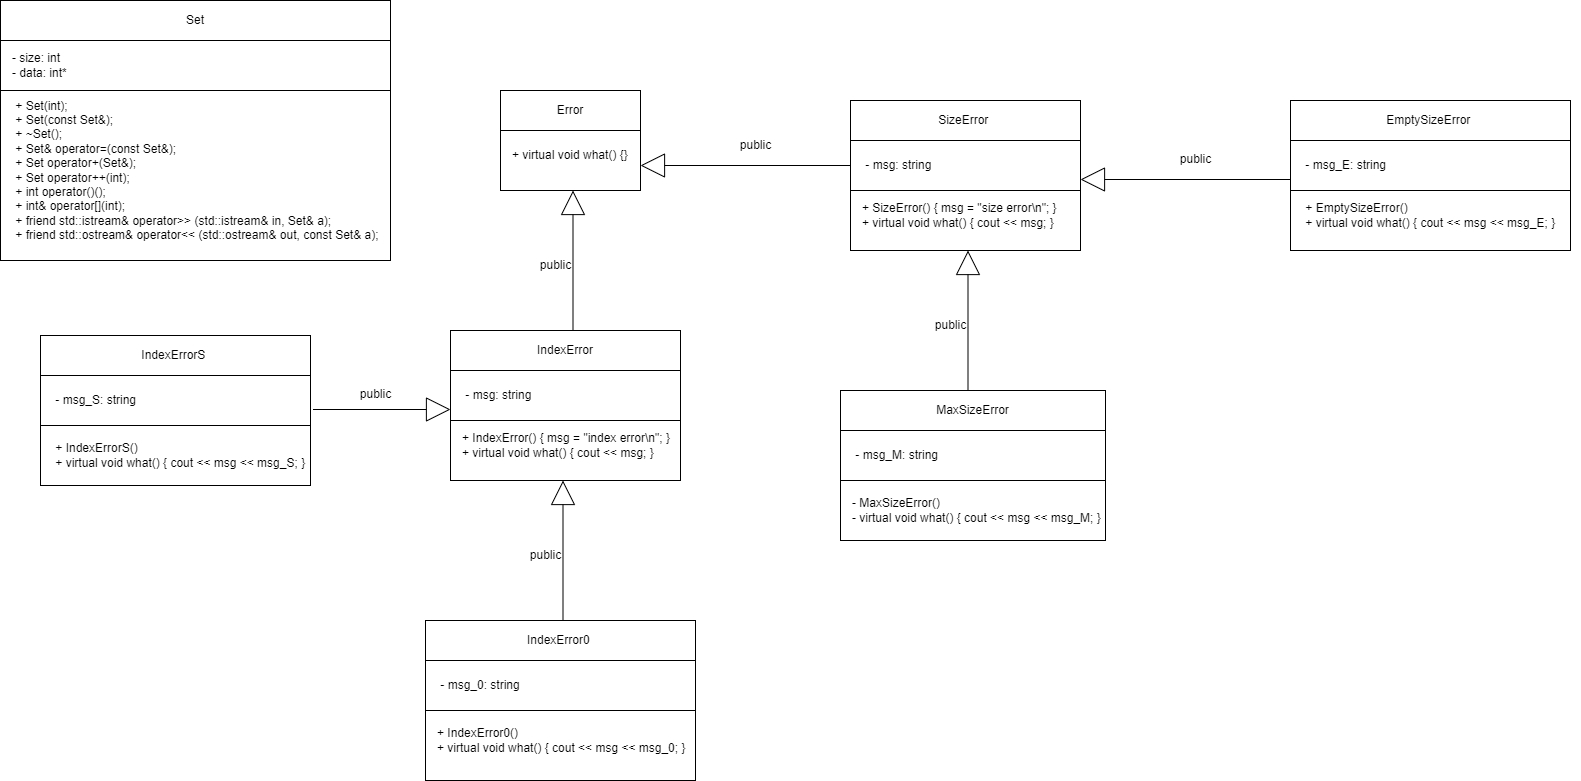 Set
- size: int
- data: int*
+ Set(int);
+ Set(const Set&);
+ ~Set();
+ Set& operator=(const Set&);
+ Set operator+(Set&);
+ Set operator++(int);
+ int operator()();
+ int& operator[](int);
+ friend std::istream& operator>> (std::istream& in, Set& a);
+ friend std::ostream& operator<< (std::ostream& out, const Set& a);
Error
+ virtual void what() {}
public
SizeError
- msg: string
+ SizeError() { msg = "size error\n"; }
+ virtual void what() { cout << msg; }
public
EmptySizeError
- msg_E: string
+ EmptySizeError()
+ virtual void what() { cout << msg << msg_E; }
public
public
IndexErrorS
- msg_S: string
+ IndexErrorS()
+ virtual void what() { cout << msg << msg_S; }
public
IndexError
- msg: string
+ IndexError() { msg = "index error\n"; }
+ virtual void what() { cout << msg; }
MaxSizeError
- msg_M: string
- MaxSizeError()
- virtual void what() { cout << msg << msg_M; }
public
IndexError0
- msg_0: string
+ IndexError0()
+ virtual void what() { cout << msg << msg_0; }